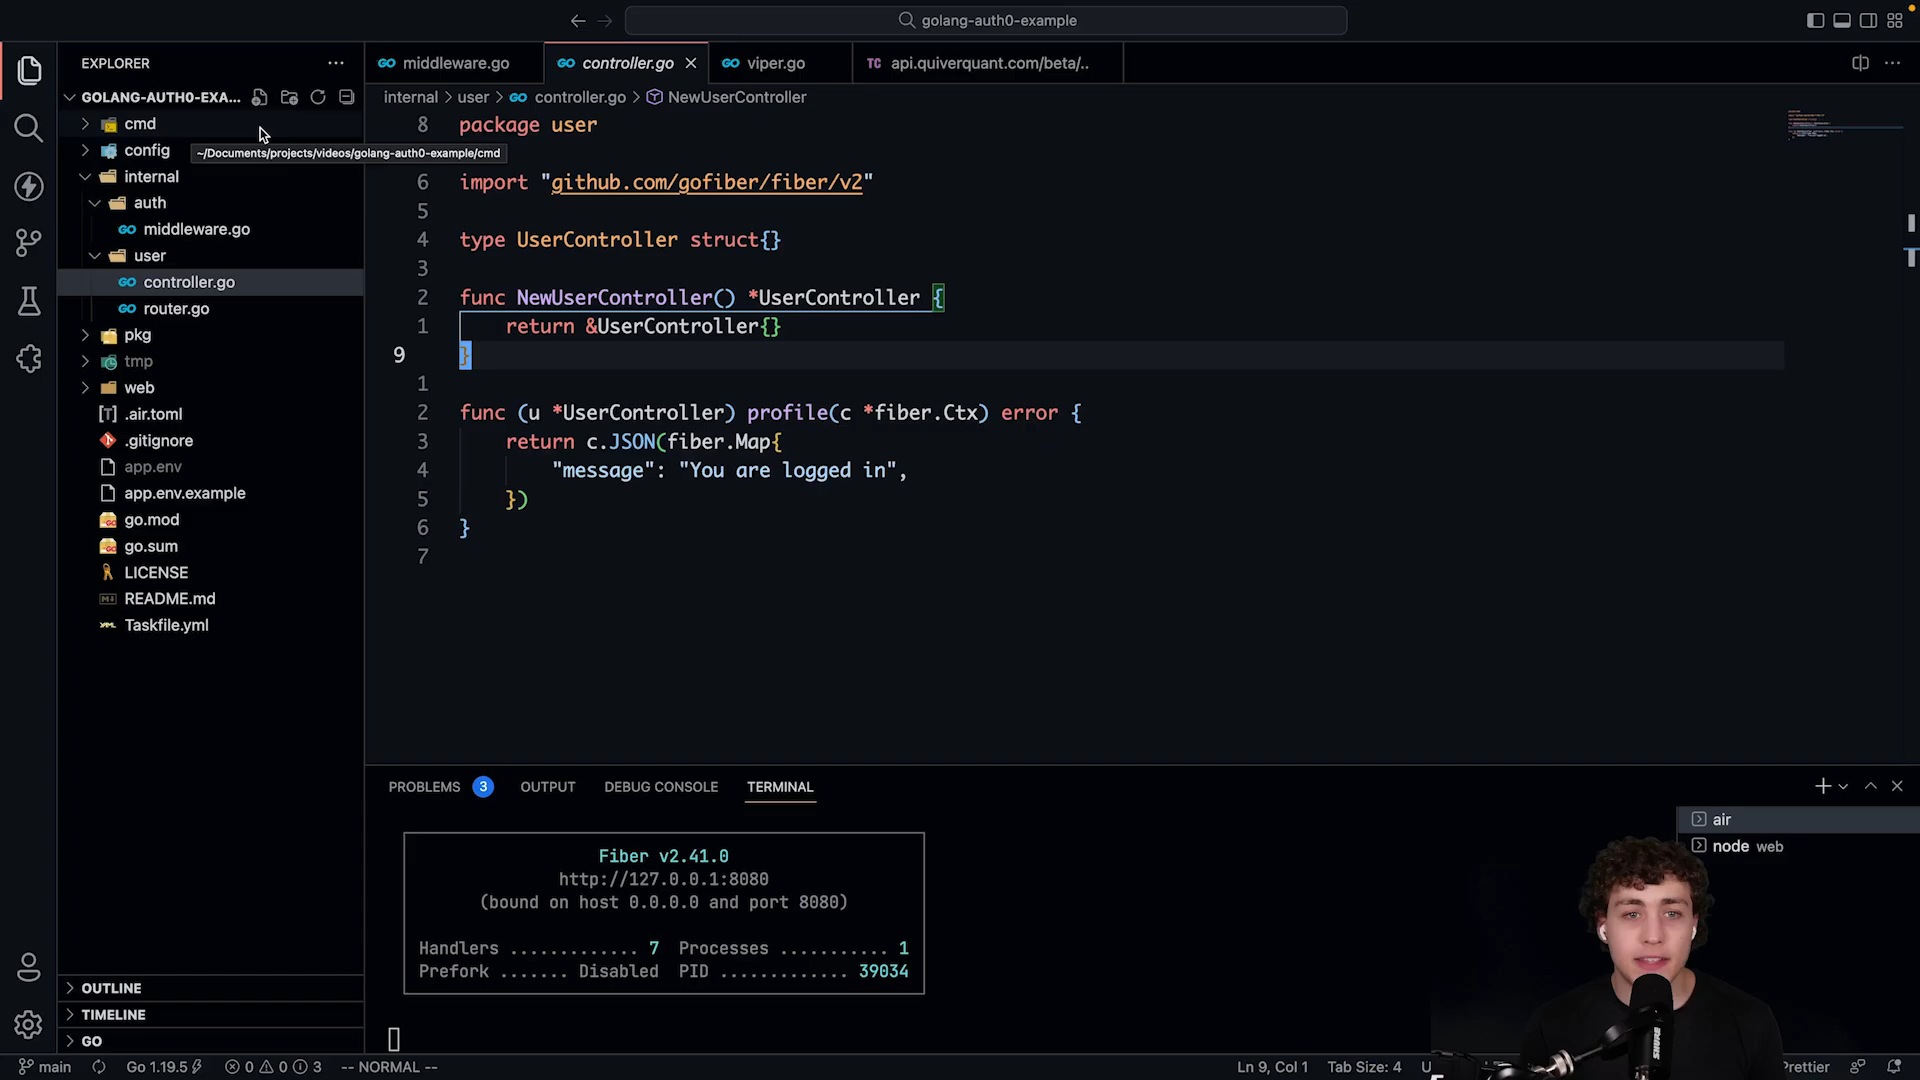 golang-auth0-example
EXPLORER
GOLANG-AUTH0-EXA...
cmd
~/Documents/projects/videos/golang-auth0-example/cmd
config
internal
auth
middleware.go
user
controller.go
router.go
pkg
tmp
web
.air.toml
.gitignore
app.env
app.env.example
go.mod
go.sum
LICENSE
README.md
Taskfile.yml
OUTLINE
TIMELINE
GO
middleware.go
controller.go
viper.go
TC api.quiverquant.com/beta/..
internal > user > controller.go > NewUserController
8 package user
6 import "github.com/gofiber/fiber/v2"
5
4 type UserController struct{}
3
2 func NewUserController() *UserController {
1 return &UserController{}
9 }
1
2 func (u *UserController) profile(c *fiber.Ctx) error {
3 return c.JSON(fiber.Map{
4 "message": "You are logged in",
5 })
6 }
7
PROBLEMS 3 OUTPUT DEBUG CONSOLE TERMINAL
Fiber v2.41.0
http://127.0.0.1:8080
(bound on host 0.0.0.0 and port 8080)
Handlers ............. 7 Processes ........... 1
Prefork ....... Disabled PID ............. 39034
air
node web
main Go 1.19.5 0 0 3 -- NORMAL --
Ln 9, Col 1 Tab Size: 4 U
Prettier
SHURE